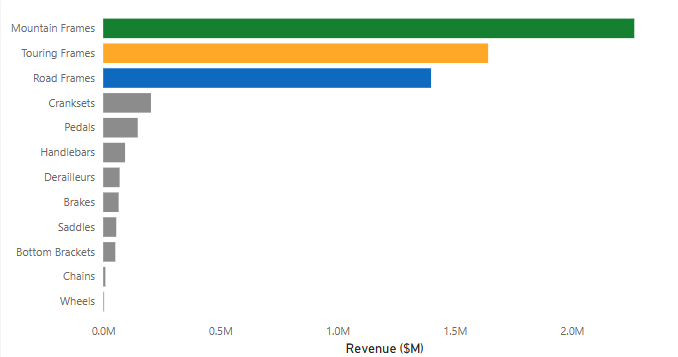 Mountain Frames
Touring Frames
Road Frames
Cranksets
Pedals
Handlebars
Derailleurs
Brakes
Saddles
Bottom Brackets
Chains
Wheels
0.0M 0.5M 1.0M 1.5M 2.0M
Revenue ($M)